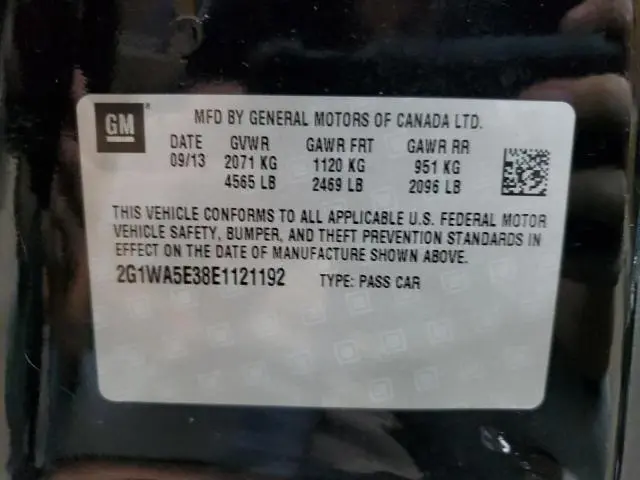 GM ®
MFD BY GENERAL MOTORS OF CANADA LTD.
DATE GVWR GAWR FRT GAWR RR
09/13 2071 KG 1120 KG 951 KG
4565 LB 2469 LB 2096 LB
THIS VEHICLE CONFORMS TO ALL APPLICABLE U.S. FEDERAL MOTOR
VEHICLE SAFETY, BUMPER, AND THEFT PREVENTION STANDARDS IN
EFFECT ON THE DATE OF MANUFACTURE SHOWN ABOVE.
2G1WA5E38E1121192 TYPE: PASS CAR